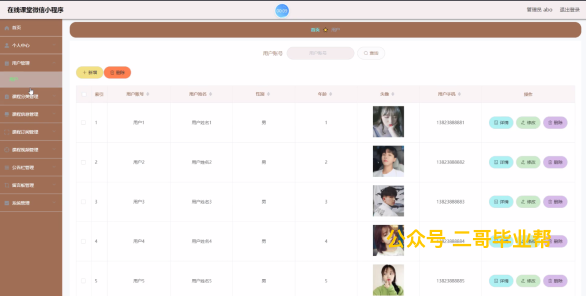 在线课堂微信小程序
管理员 abo 退出登录
首页
首页 用户
个人中心
用户管理
用户
课程分类管理
课程信息管理
课程订阅管理
课程视频管理
公告栏管理
留言板管理
系统管理
用户账号 用户账号 查询
新增 删除
索引 用户账号 用户姓名 性别 年龄 头像 用户手机 操作
1 用户1 用户姓名1 男 1 13823888881 详情 修改 删除
2 用户2 用户姓名2 男 2 13823888882 详情 修改 删除
3 用户3 用户姓名3 男 3 13823888883 详情 修改 删除
4 用户4 用户姓名4 男 4 13823888884 详情 修改 删除
公众号 二哥毕业帮
5 用户5 用户姓名5 男 5 13823888885 详情 修改 删除